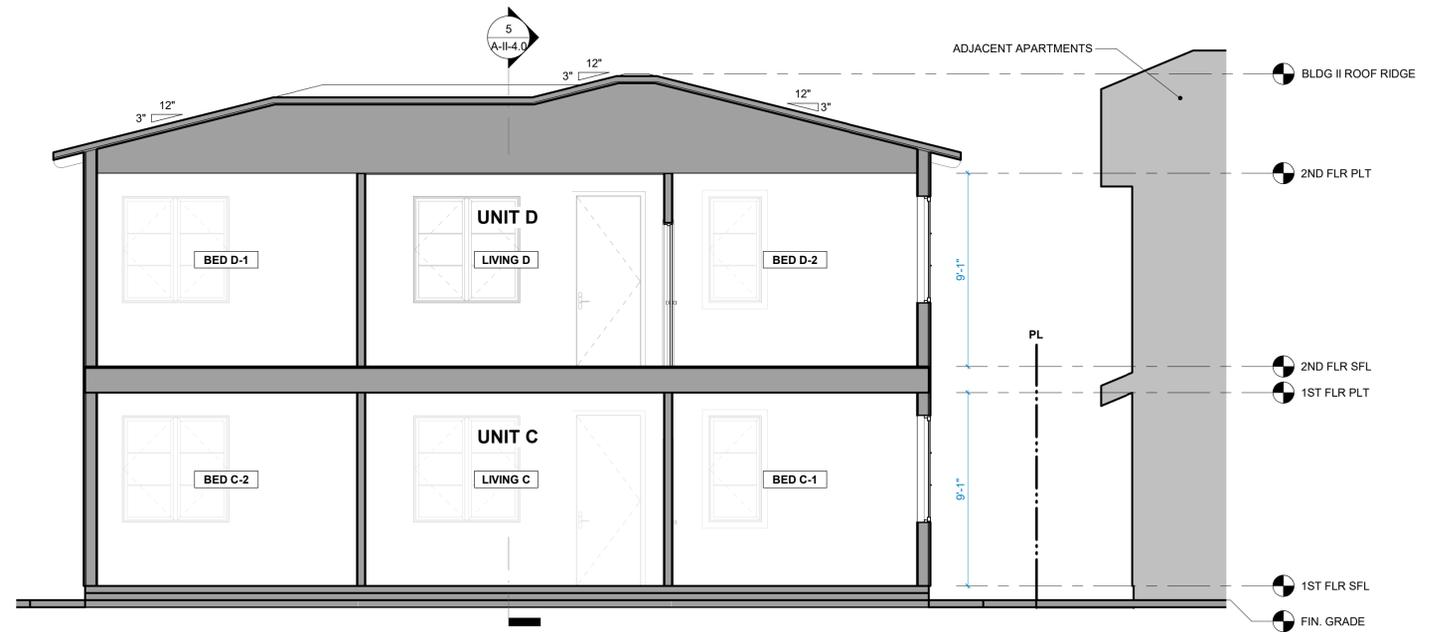 5
A-II-4.0
ADJACENT APARTMENTS
12"
3"
BLDG II ROOF RIDGE
12"
3"
12"
3"
2ND FLR PLT
UNIT D
BED D-1
LIVING D
BED D-2
9'-1"
PL
2ND FLR SFL
1ST FLR PLT
UNIT C
BED C-2
LIVING C
BED C-1
9'-1"
1ST FLR SFL
FIN. GRADE